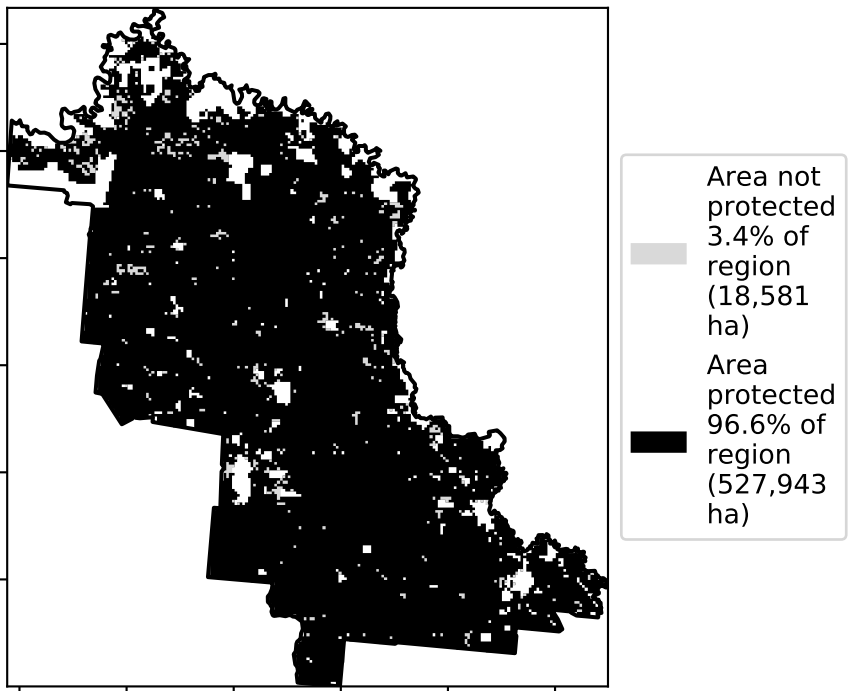 Area not
protected
3.4% of
region
(18,581
ha)
Area
protected
96.6% of
region
(527,943
ha)